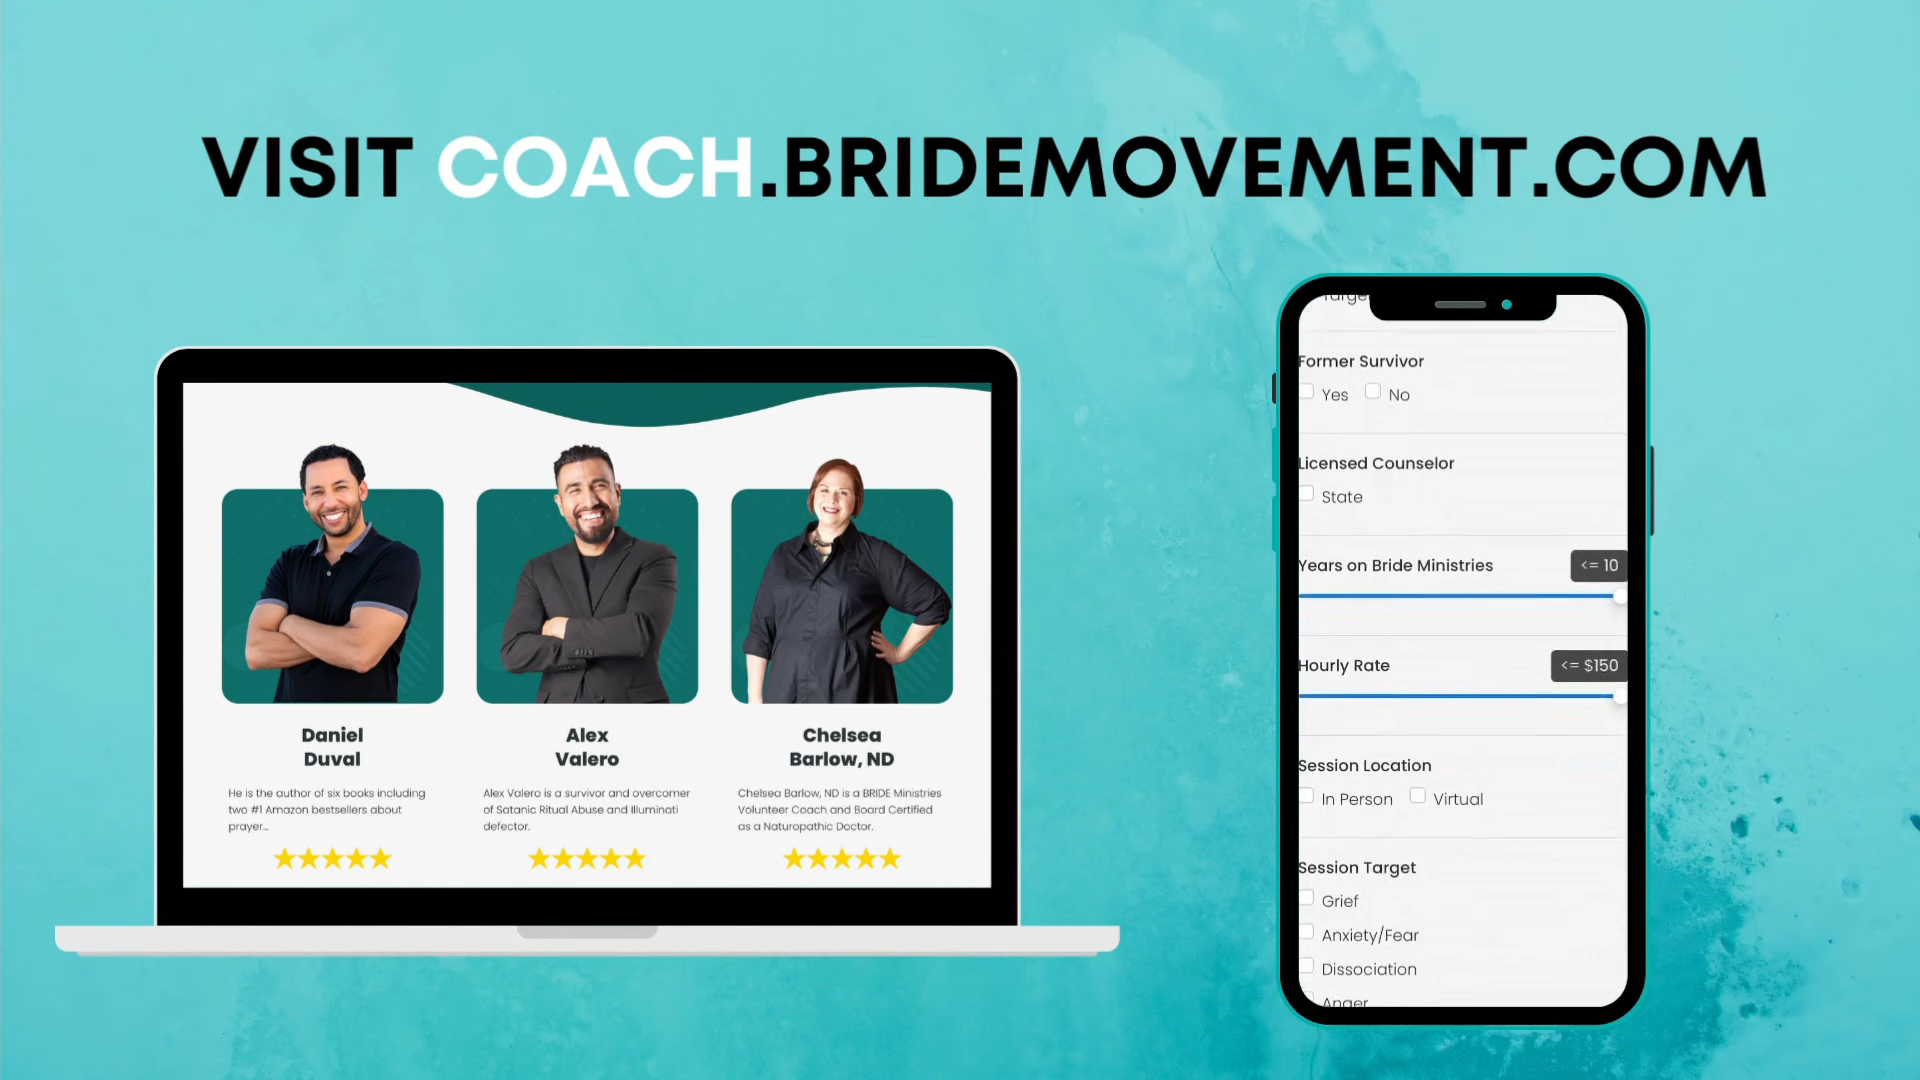 VISIT COACH.BRIDEMOVEMENT.COM
Daniel
Duval
He is the author of six books including
two #1 Amazon bestsellers about
prayer...
Alex
Valero
Alex Valero is a survivor and overcomer
of Satanic Ritual Abuse and Illuminati
defector.
Chelsea
Barlow, ND
Chelsea Barlow, ND is a BRIDE Ministries
Volunteer Coach and Board Certified
as a Naturopathic Doctor.
Former Survivor
Yes No
Licensed Counselor
State
Years on Bride Ministries <= 10
Hourly Rate <= $150
Session Location
In Person Virtual
Session Target
Grief
Anxiety/Fear
Dissociation
Anger